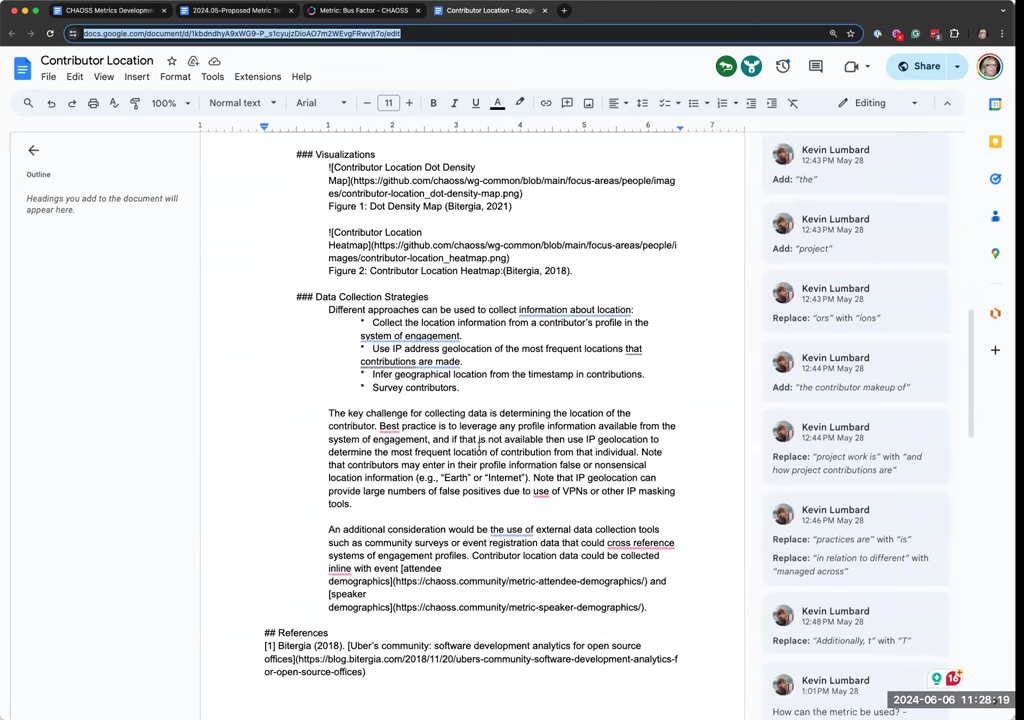 CHAOSS Metrics Developmen
2024.05-Proposed Metric Te
Metric: Bus Factor - CHAOSS
Contributor Location - Googl
docs.google.com/document/d/1kbdndhyA9xWG9-P_s1cyujzDloAO7m2WEvgFRwvjt7o/edit
Contributor Location
File Edit View Insert Format Tools Extensions Help
Share
100% Normal text Arial 11 Editing
1 1 2 3 4 5 6 7
Outline
Headings you add to the document will
appear here.
### Visualizations
![Contributor Location Dot Density
Map](https://github.com/chaoss/wg-common/blob/main/focus-areas/people/imag
es/contributor-location_dot-density-map.png)
Figure 1: Dot Density Map (Bitergia, 2021)
![Contributor Location
Heatmap](https://github.com/chaoss/wg-common/blob/main/focus-areas/people/i
mages/contributor-location_heatmap.png)
Figure 2: Contributor Location Heatmap:(Bitergia, 2018).
### Data Collection Strategies
Different approaches can be used to collect information about location:
* Collect the location information from a contributor's profile in the
system of engagement.
* Use IP address geolocation of the most frequent locations that
contributions are made.
* Infer geographical location from the timestamp in contributions.
* Survey contributors.
The key challenge for collecting data is determining the location of the
contributor. Best practice is to leverage any profile information available from the
system of engagement, and if that is not available then use IP geolocation to
determine the most frequent location of contribution from that individual. Note
that contributors may enter in their profile information false or nonsensical
location information (e.g., “Earth” or “Internet”). Note that IP geolocation can
provide large numbers of false positives due to use of VPNs or other IP masking
tools.
An additional consideration would be the use of external data collection tools
such as community surveys or event registration data that could cross reference
systems of engagement profiles. Contributor location data could be collected
inline with event [attendee
demographics](https://chaoss.community/metric-attendee-demographics/) and
[speaker
demographics](https://chaoss.community/metric-speaker-demographics/).
## References
[1] Bitergia (2018). [Uber's community: software development analytics for open source
offices](https://blog.bitergia.com/2018/11/20/ubers-community-software-development-analytics-f
or-open-source-offices)
Kevin Lumbard
12:43 PM May 28
Add: “the”
Kevin Lumbard
12:43 PM May 28
Add: “project”
Kevin Lumbard
12:43 PM May 28
Replace: “ors” with “ions”
Kevin Lumbard
12:44 PM May 28
Add: “the contributor makeup of”
Kevin Lumbard
12:44 PM May 28
Replace: “project work is” with “and
how project contributions are”
Kevin Lumbard
12:46 PM May 28
Replace: “practices are” with “is”
Replace: “in relation to different” with
“managed across”
Kevin Lumbard
12:48 PM May 28
Replace: “Additionally, t” with “T”
Kevin Lumbard
1:01 PM May 28
How can the metric be used? -
16
2024-06-06 11:28:19